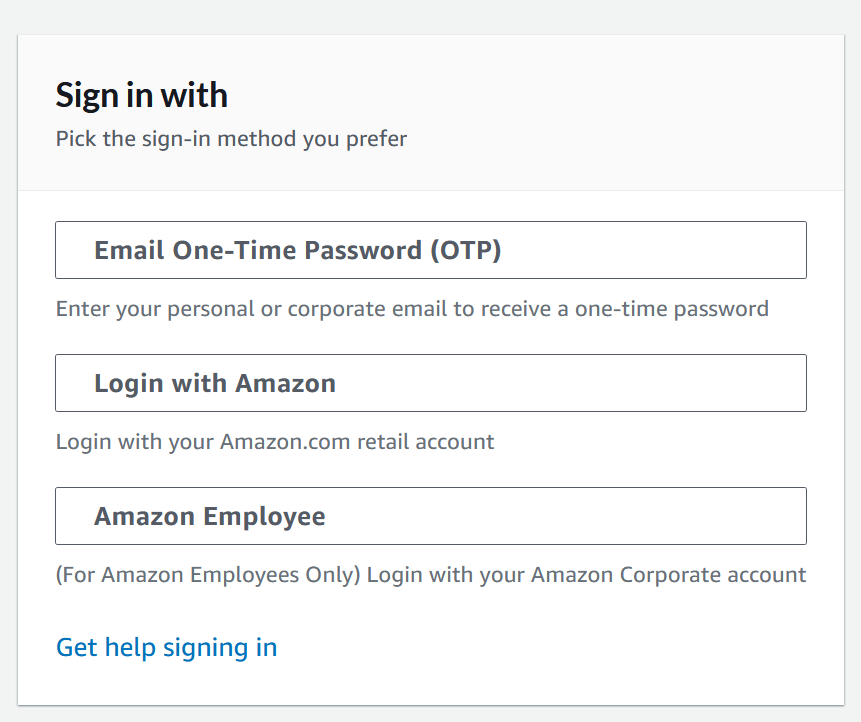 Sign in with
Pick the sign-in method you prefer
Email One-Time Password (OTP)
Enter your personal or corporate email to receive a one-time password
Login with Amazon
Login with your Amazon.com retail account
Amazon Employee
(For Amazon Employees Only) Login with your Amazon Corporate account
Get help signing in